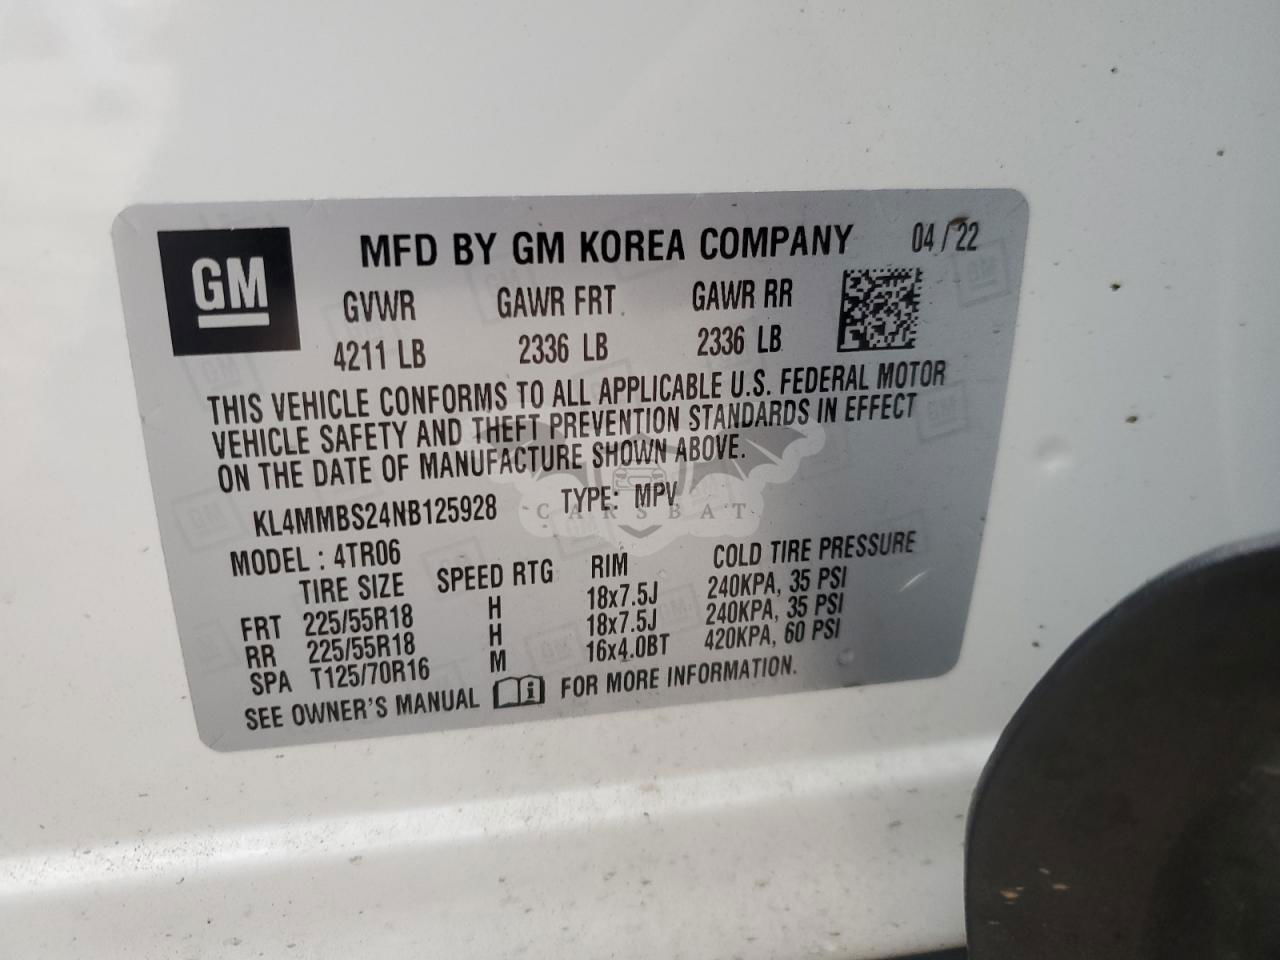 GM
MFD BY GM KOREA COMPANY 04/22
GVWR GAWR FRT GAWR RR
4211 LB 2336 LB 2336 LB
THIS VEHICLE CONFORMS TO ALL APPLICABLE U.S. FEDERAL MOTOR
VEHICLE SAFETY AND THEFT PREVENTION STANDARDS IN EFFECT
ON THE DATE OF MANUFACTURE SHOWN ABOVE.
KL4MMBS24NB125928 TYPE: MPV
CARSBAT
MODEL : 4TR06
TIRE SIZE SPEED RTG RIM COLD TIRE PRESSURE
FRT 225/55R18 H 18x7.5J 240KPA, 35 PSI
RR 225/55R18 H 18x7.5J 240KPA, 35 PSI
SPA T125/70R16 M 16x4.0BT 420KPA, 60 PSI
SEE OWNER'S MANUAL i FOR MORE INFORMATION.